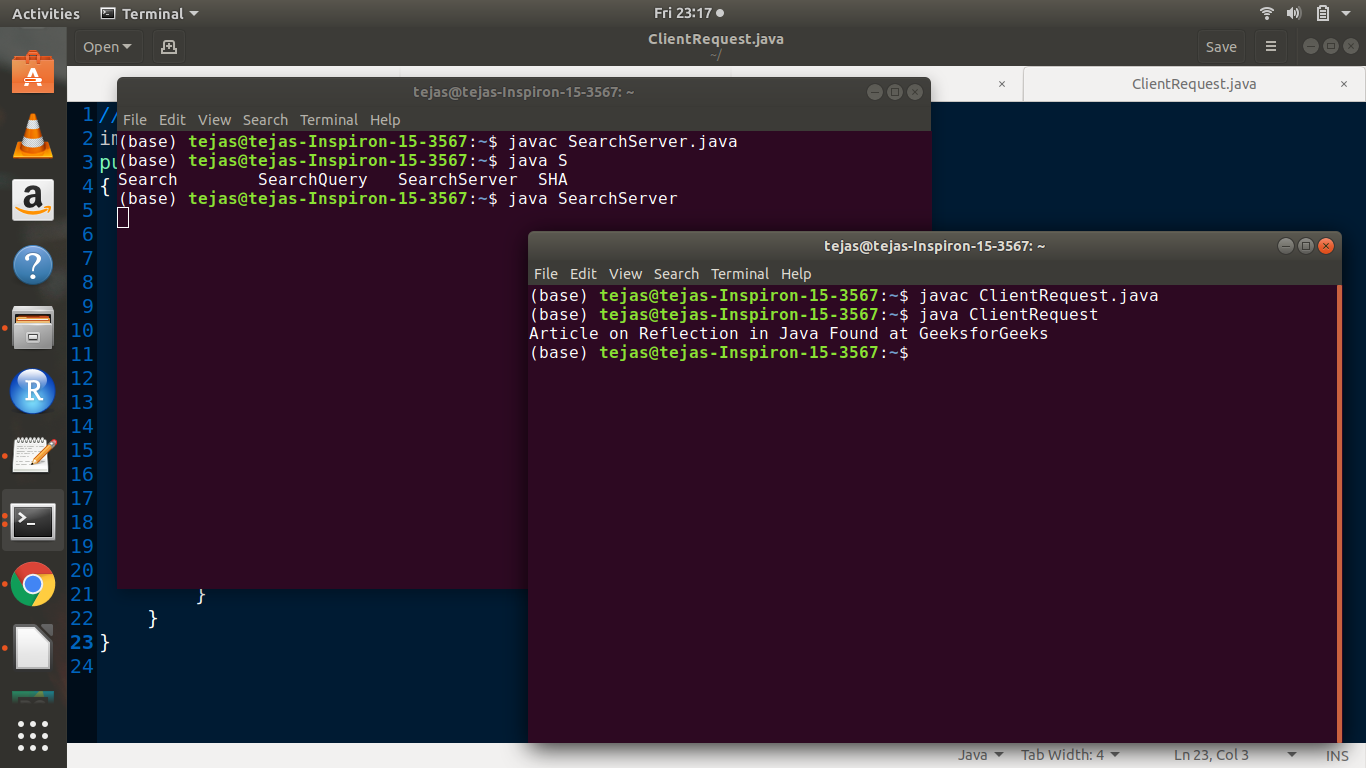 Activities Terminal Fri 23:17
Open ClientRequest.java Save
~/
ClientRequest.java
tejas@tejas-Inspiron-15-3567: ~
File Edit View Search Terminal Help
(base) tejas@tejas-Inspiron-15-3567:~$ javac SearchServer.java
(base) tejas@tejas-Inspiron-15-3567:~$ java S
Search SearchQuery SearchServer SHA
(base) tejas@tejas-Inspiron-15-3567:~$ java SearchServer
tejas@tejas-Inspiron-15-3567: ~
File Edit View Search Terminal Help
(base) tejas@tejas-Inspiron-15-3567:~$ javac ClientRequest.java
(base) tejas@tejas-Inspiron-15-3567:~$ java ClientRequest
Article on Reflection in Java Found at GeeksforGeeks
(base) tejas@tejas-Inspiron-15-3567:~$
1 //
2 im
3 pu
4 {
5
6
7
8
9
10
11
12
13
14
15
16
17
18
19
20
21 }
22 }
23 }
24
Java Tab Width: 4 Ln 23, Col 3 INS